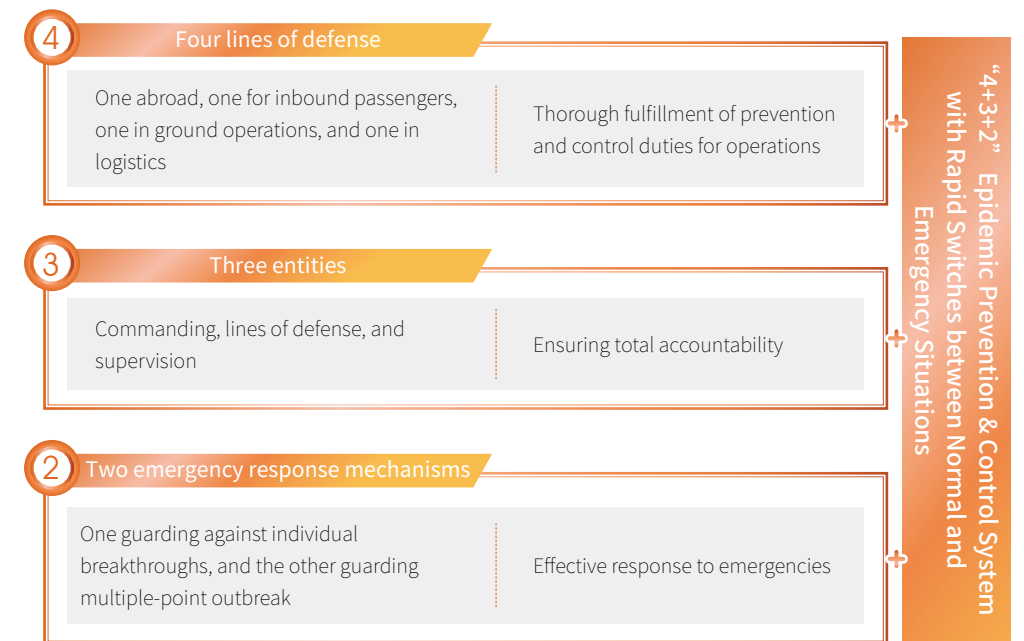 4
Four lines of defense
One abroad, one for inbound passengers,
one in ground operations, and one in
logistics
Thorough fulfillment of prevention
and control duties for operations
3
Three entities
Commanding, lines of defense, and
supervision
Ensuring total accountability
2
Two emergency response mechanisms
One guarding against individual
breakthroughs, and the other guarding
multiple-point outbreak
Effective response to emergencies
“4+3+2” Epidemic Prevention & Control System
with Rapid Switches between Normal and
Emergency Situations